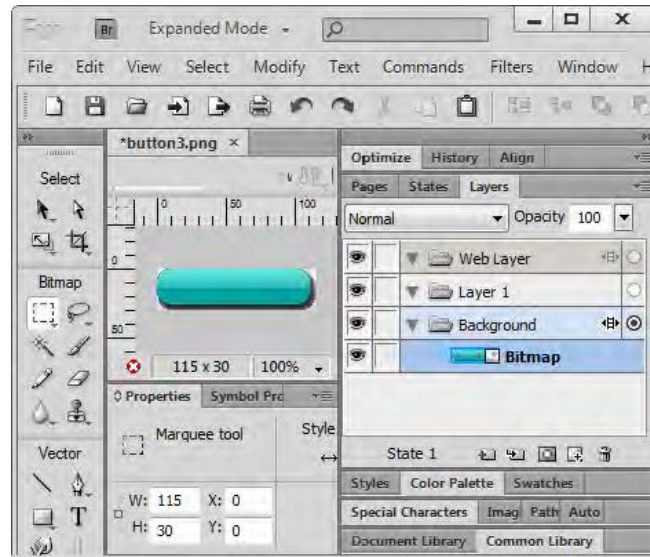 Br Expanded Mode
File Edit View Select Modify Text Commands Filters Window H
*button3.png ×
Select
Bitmap
Vector
T
0 50 100
0
50
115 x 30 100%
Properties Symbol Prc
Marquee tool Style
W: 115 X: 0
H: 30 Y: 0
Optimize History Align
Pages States Layers
Normal Opacity 100
Web Layer
Layer 1
Background
Bitmap
State 1
Styles Color Palette Swatches
Special Characters Imag Path Auto
Document Library Common Library